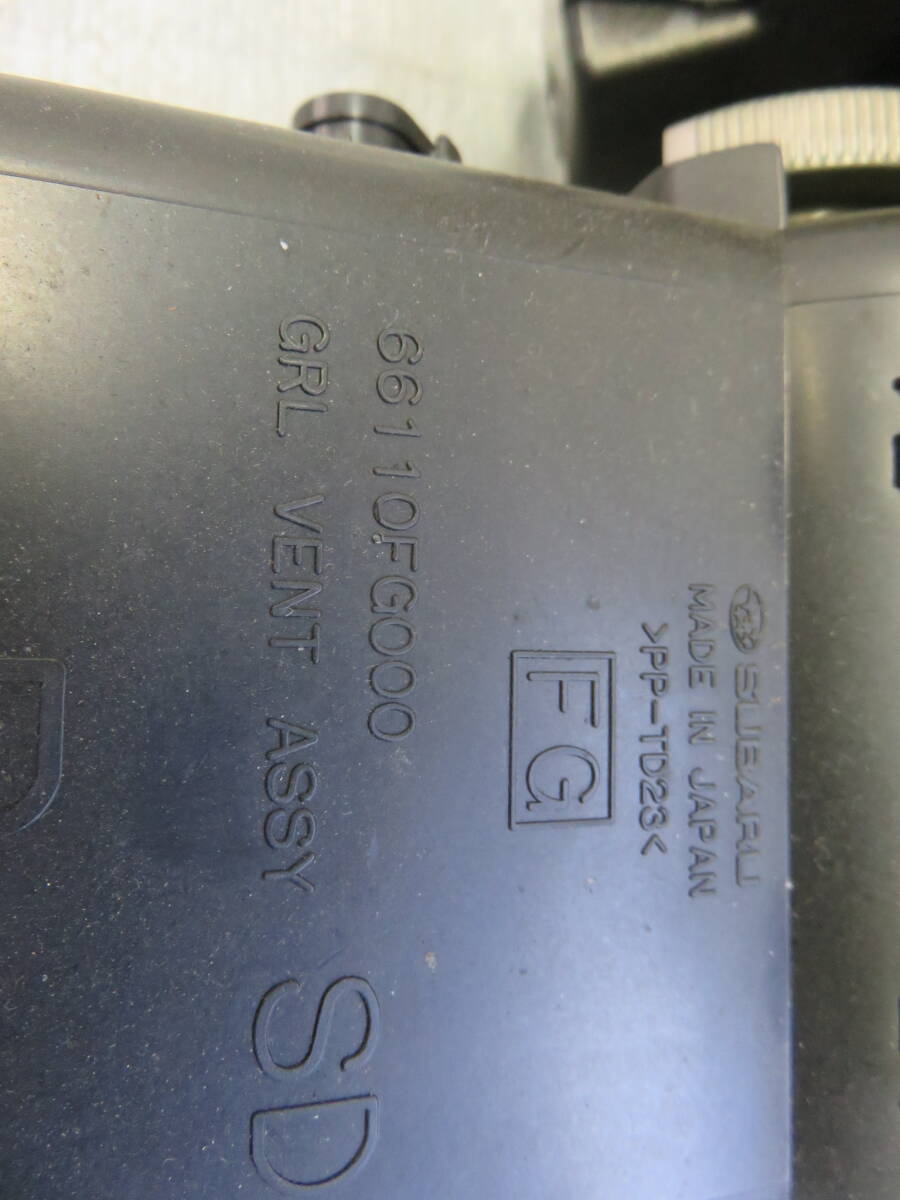 SUBARU
MADE IN JAPAN
>PP-TD23<
FG
66110FG000
GRL VENT ASSY
SD